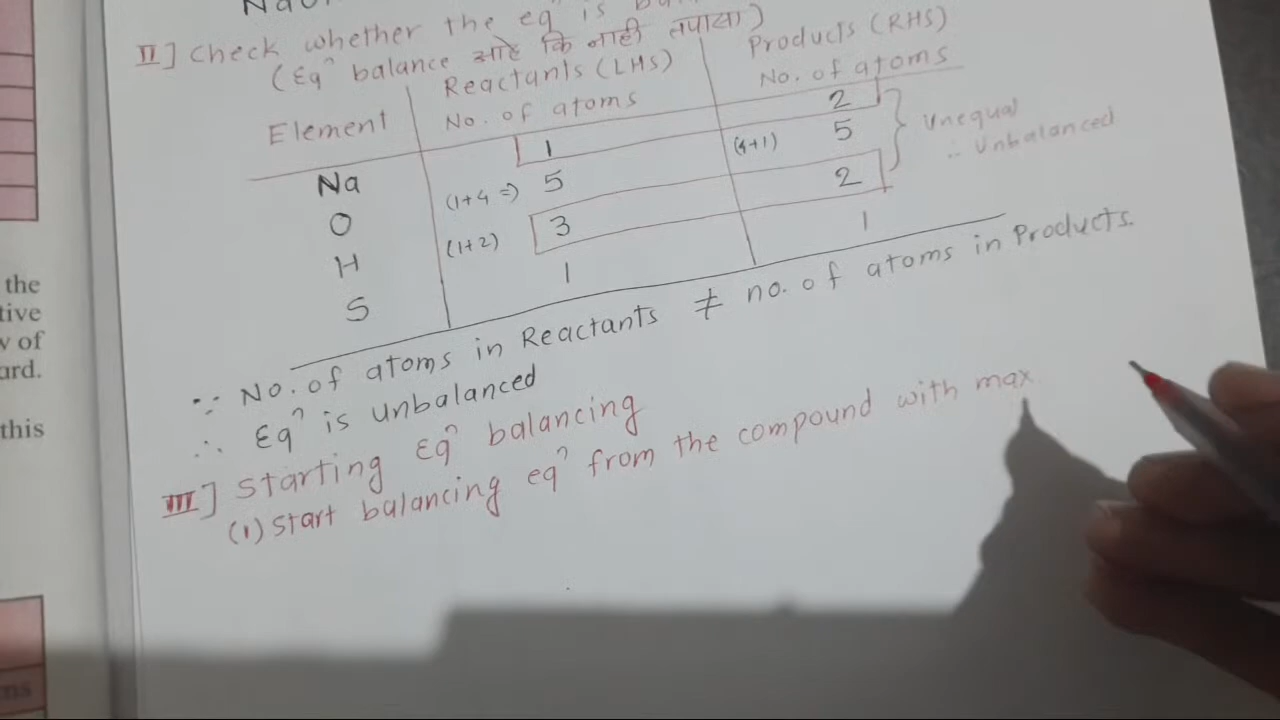 II] Check whether the eqⁿ is
(Eqⁿ balance आहे कि नाही तपासा)
Element Reactants (LHS) Products (RHS)
No. of atoms No. of atoms
Na 1 2
O (1+4 =) 5 (4+1) 5
H (1+2) 3 2
S 1 1
Unequal
∴ Unbalanced
∵ No. of atoms in Reactants ≠ no. of atoms in Products.
∴ Eqⁿ is unbalanced
III] Starting Eqⁿ balancing
(1) Start balancing eqⁿ from the compound with max
the
tive
of
ard.
this